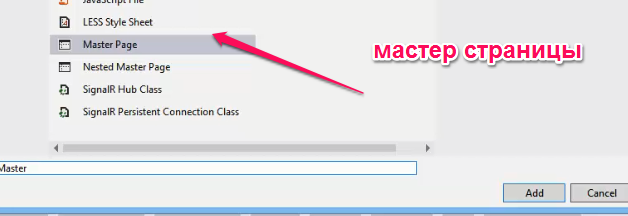 JavaScript File
LESS Style Sheet
мастер страницы
Master Page
Nested Master Page
SignalR Hub Class
SignalR Persistent Connection Class
Master
Add
Cancel